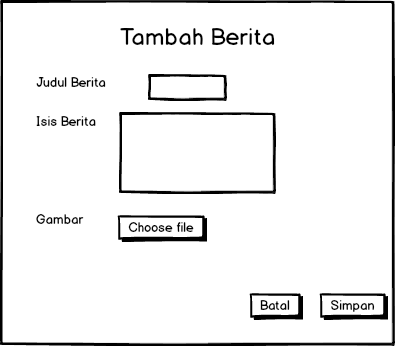 Tambah Berita
Judul Berita
Isis Berita
Gambar
Choose file
Batal
Simpan